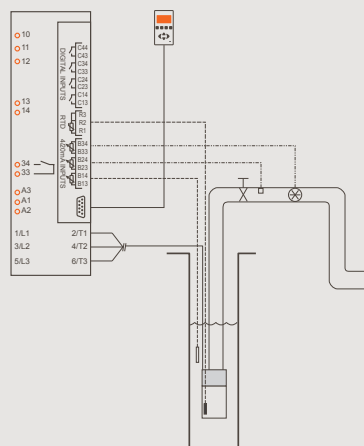 10
11
12
13
14
34
33
A3
A1
A2
1/L1 2/T1
3/L2 4/T2
5/L3 6/T3
DIGITAL INPUTS
C44
C43
C34
C33
C24
C23
C14
C13
RTD
R3
R2
R1
4-20mA INPUTS
B34
B33
B24
B23
B14
B13